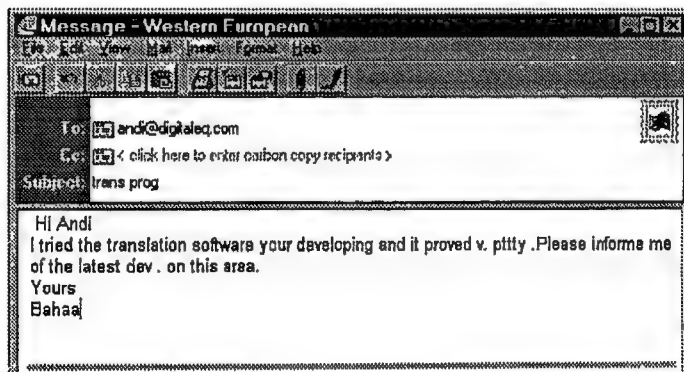 Message - Western European
File Edit View Mail Insert Format Help
To: andi@digitaleq.com
Cc: < click here to enter carbon copy recipients >
Subject: trans prog
Hi Andi
I tried the translation software your developing and it proved v. pttty .Please informe me
of the latest dev . on this area.
Yours
Bahaa